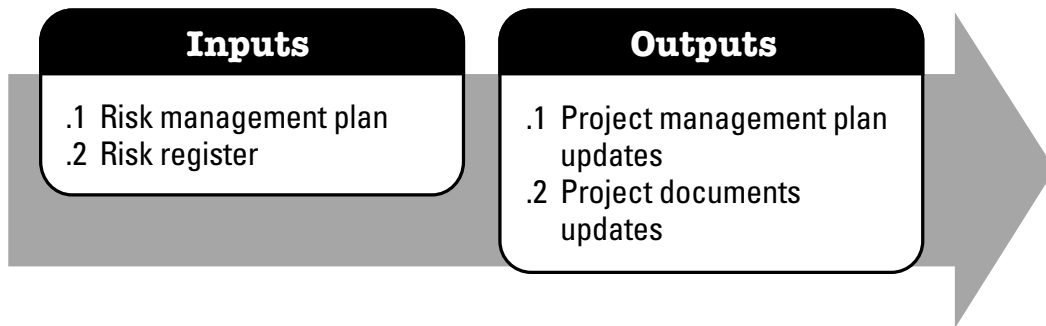 Inputs
.1 Risk management plan
.2 Risk register
Outputs
.1 Project management plan
updates
.2 Project documents
updates